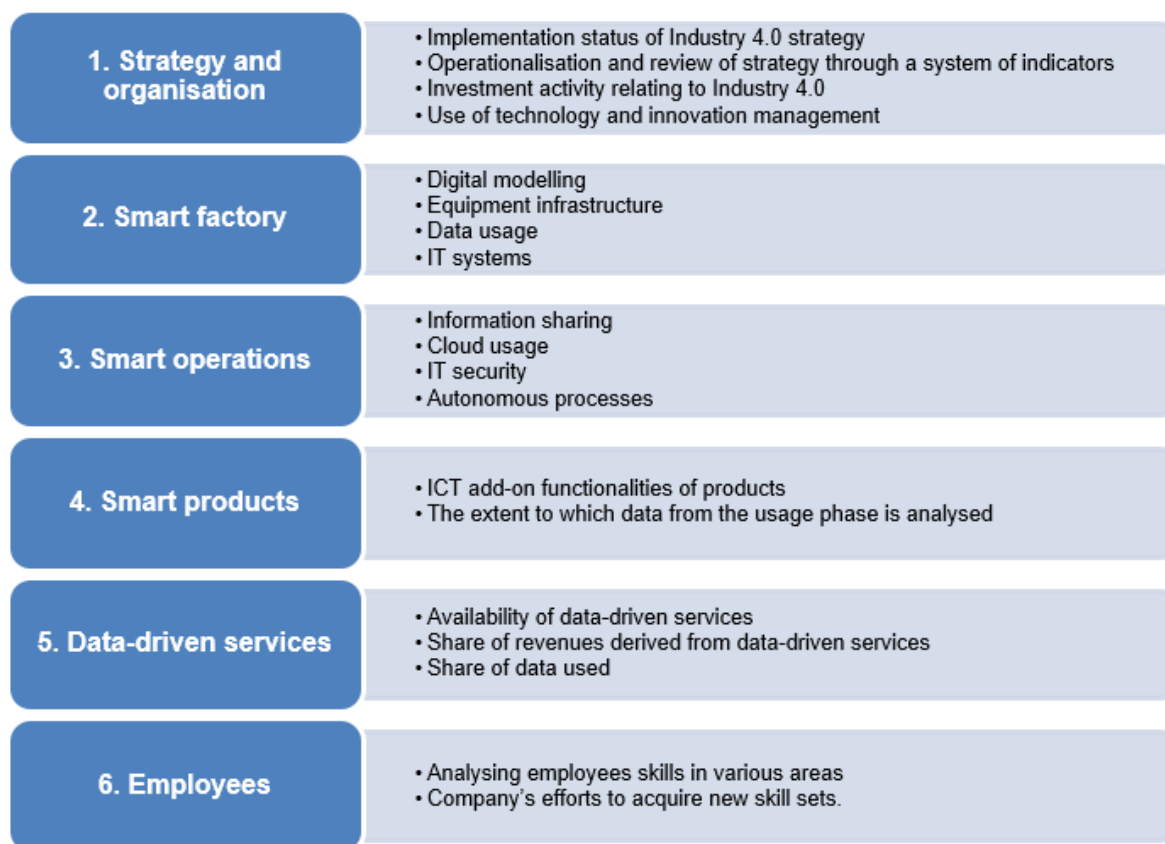 1. Strategy and
organisation
• Implementation status of Industry 4.0 strategy
• Operationalisation and review of strategy through a system of indicators
• Investment activity relating to Industry 4.0
• Use of technology and innovation management
2. Smart factory
• Digital modelling
• Equipment infrastructure
• Data usage
• IT systems
3. Smart operations
• Information sharing
• Cloud usage
• IT security
• Autonomous processes
4. Smart products
• ICT add-on functionalities of products
• The extent to which data from the usage phase is analysed
5. Data-driven services
• Availability of data-driven services
• Share of revenues derived from data-driven services
• Share of data used
6. Employees
• Analysing employees skills in various areas
• Company’s efforts to acquire new skill sets.